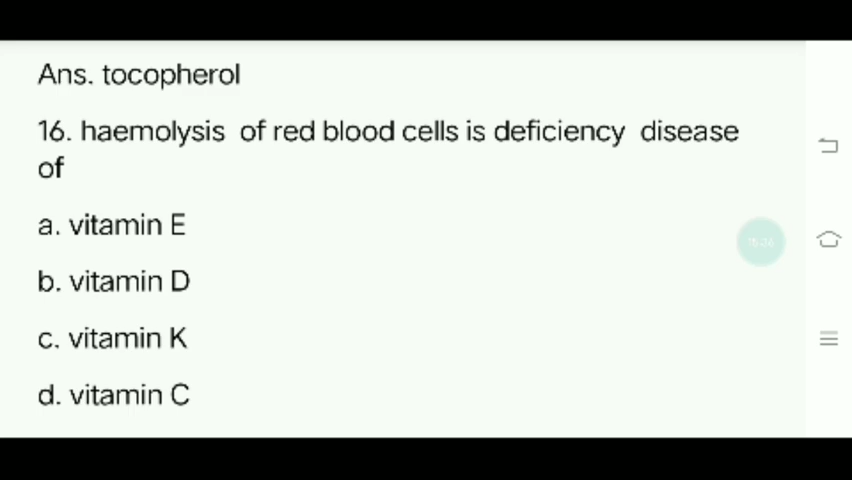 Ans. tocopherol
16. haemolysis of red blood cells is deficiency disease
of
a. vitamin E
b. vitamin D
c. vitamin K
d. vitamin C